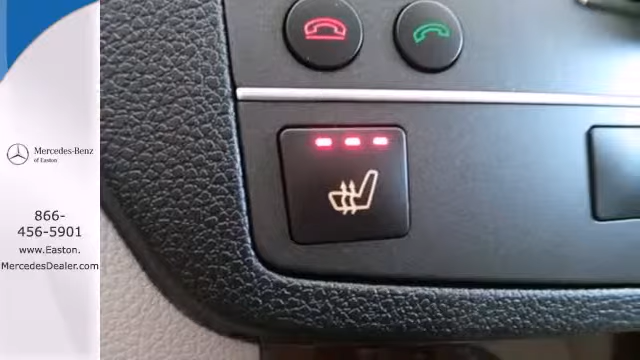 Mercedes-Benz
of Easton
866-
456-5901
www.Easton.
MercedesDealer.com